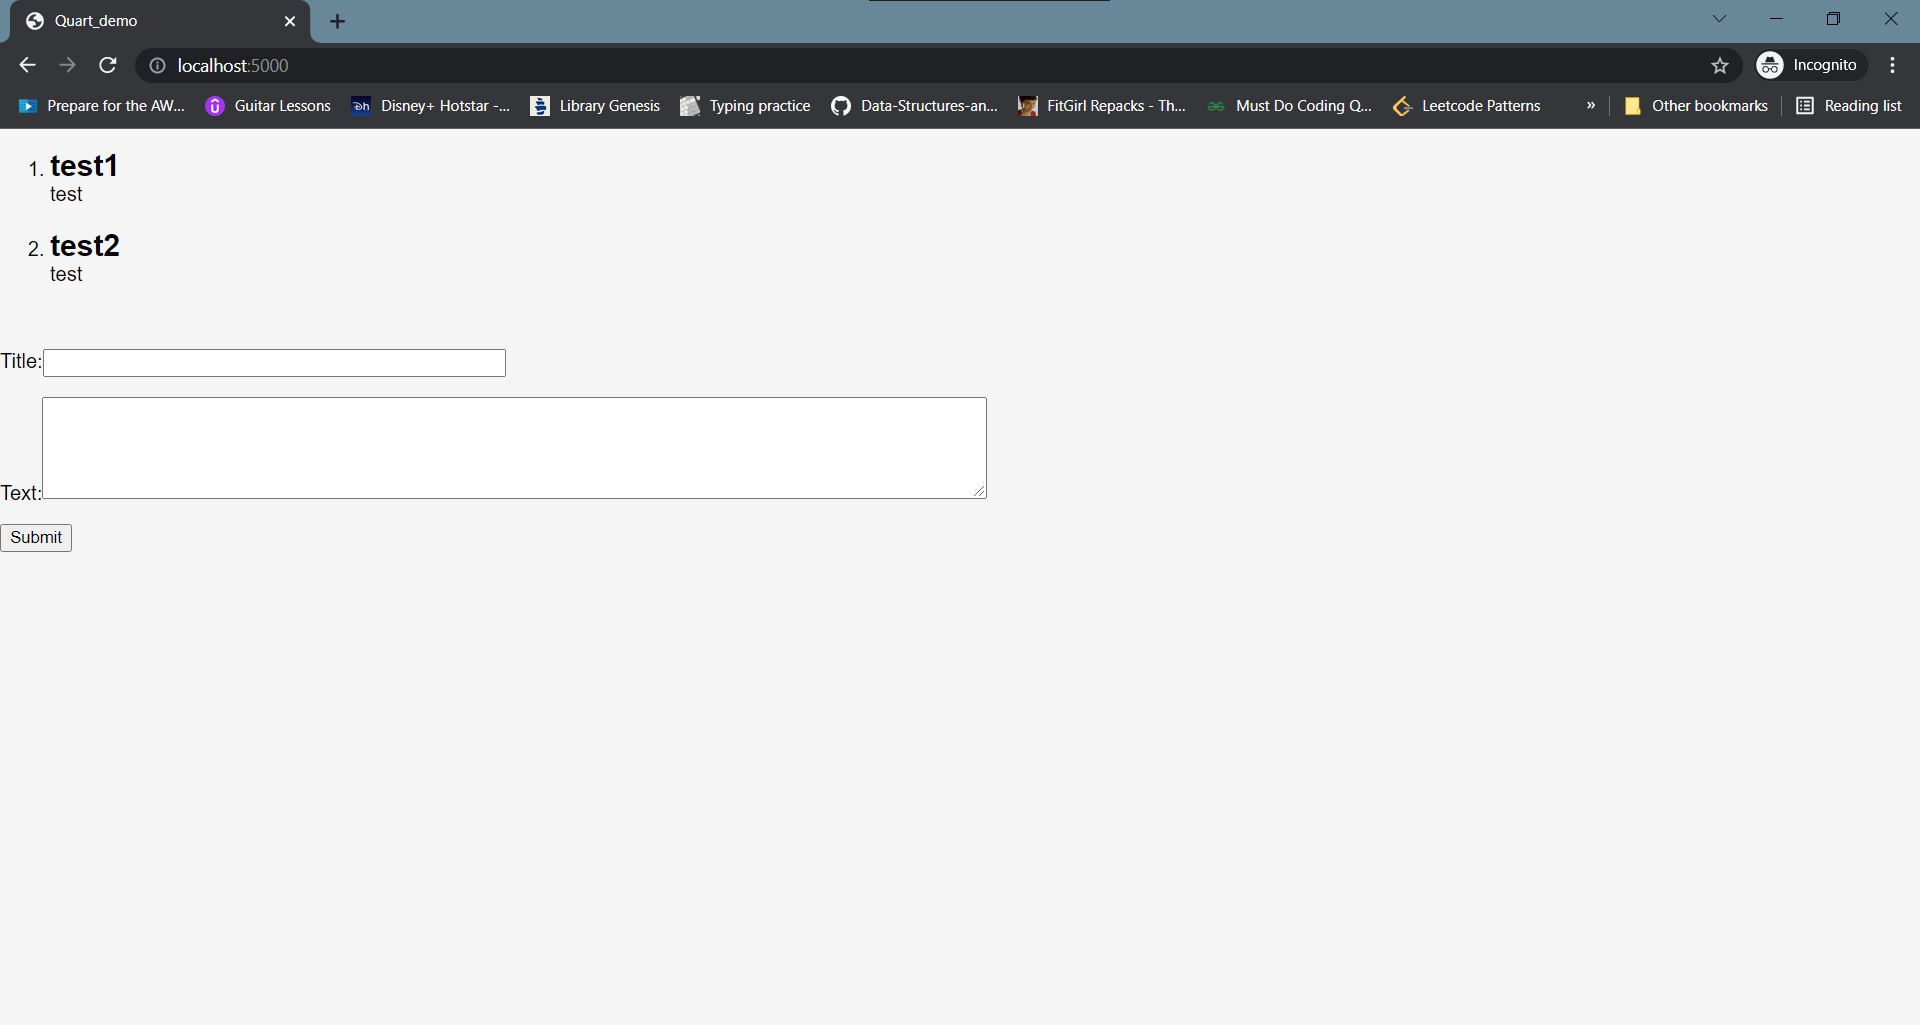 Quart_demo
localhost:5000
Incognito
Prepare for the AW...
Guitar Lessons
Disney+ Hotstar -...
Library Genesis
Typing practice
Data-Structures-an...
FitGirl Repacks - Th...
Must Do Coding Q...
Leetcode Patterns
»
Other bookmarks
Reading list
1. test1
test
2. test2
test
Title:
Text:
Submit